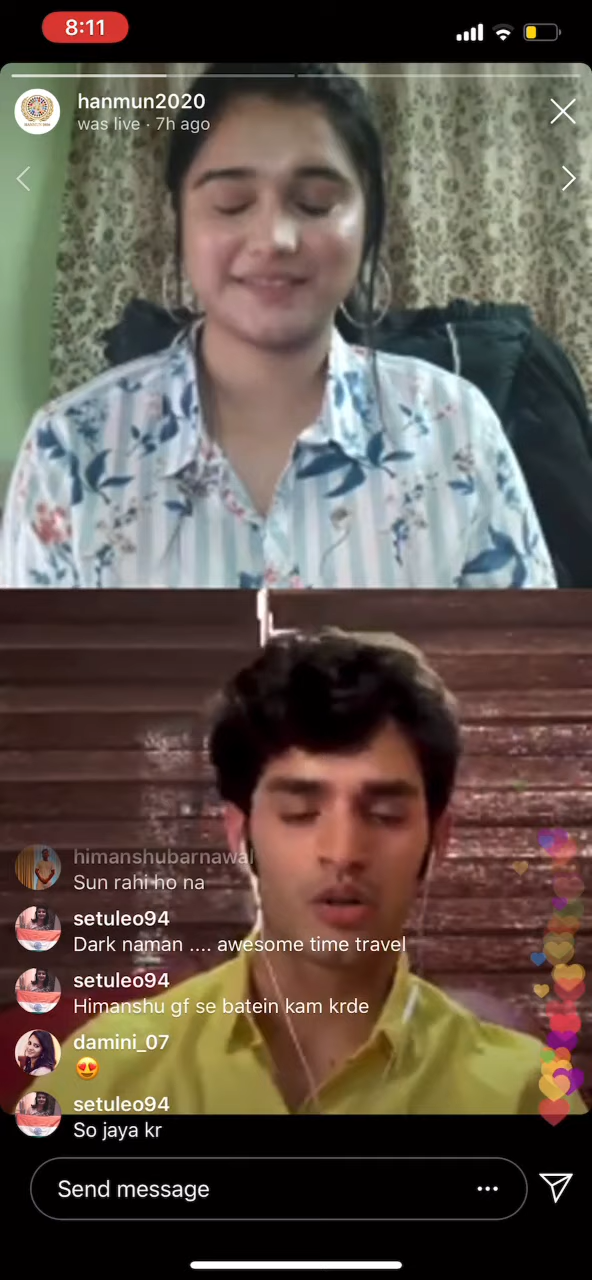 8:11
hanmun2020
was live · 7h ago
himanshubarnawal
Sun rahi ho na
setuleo94
Dark naman .... awesome time travel
setuleo94
Himanshu gf se batein kam krde
damini_07
😍
setuleo94
So jaya kr
Send message